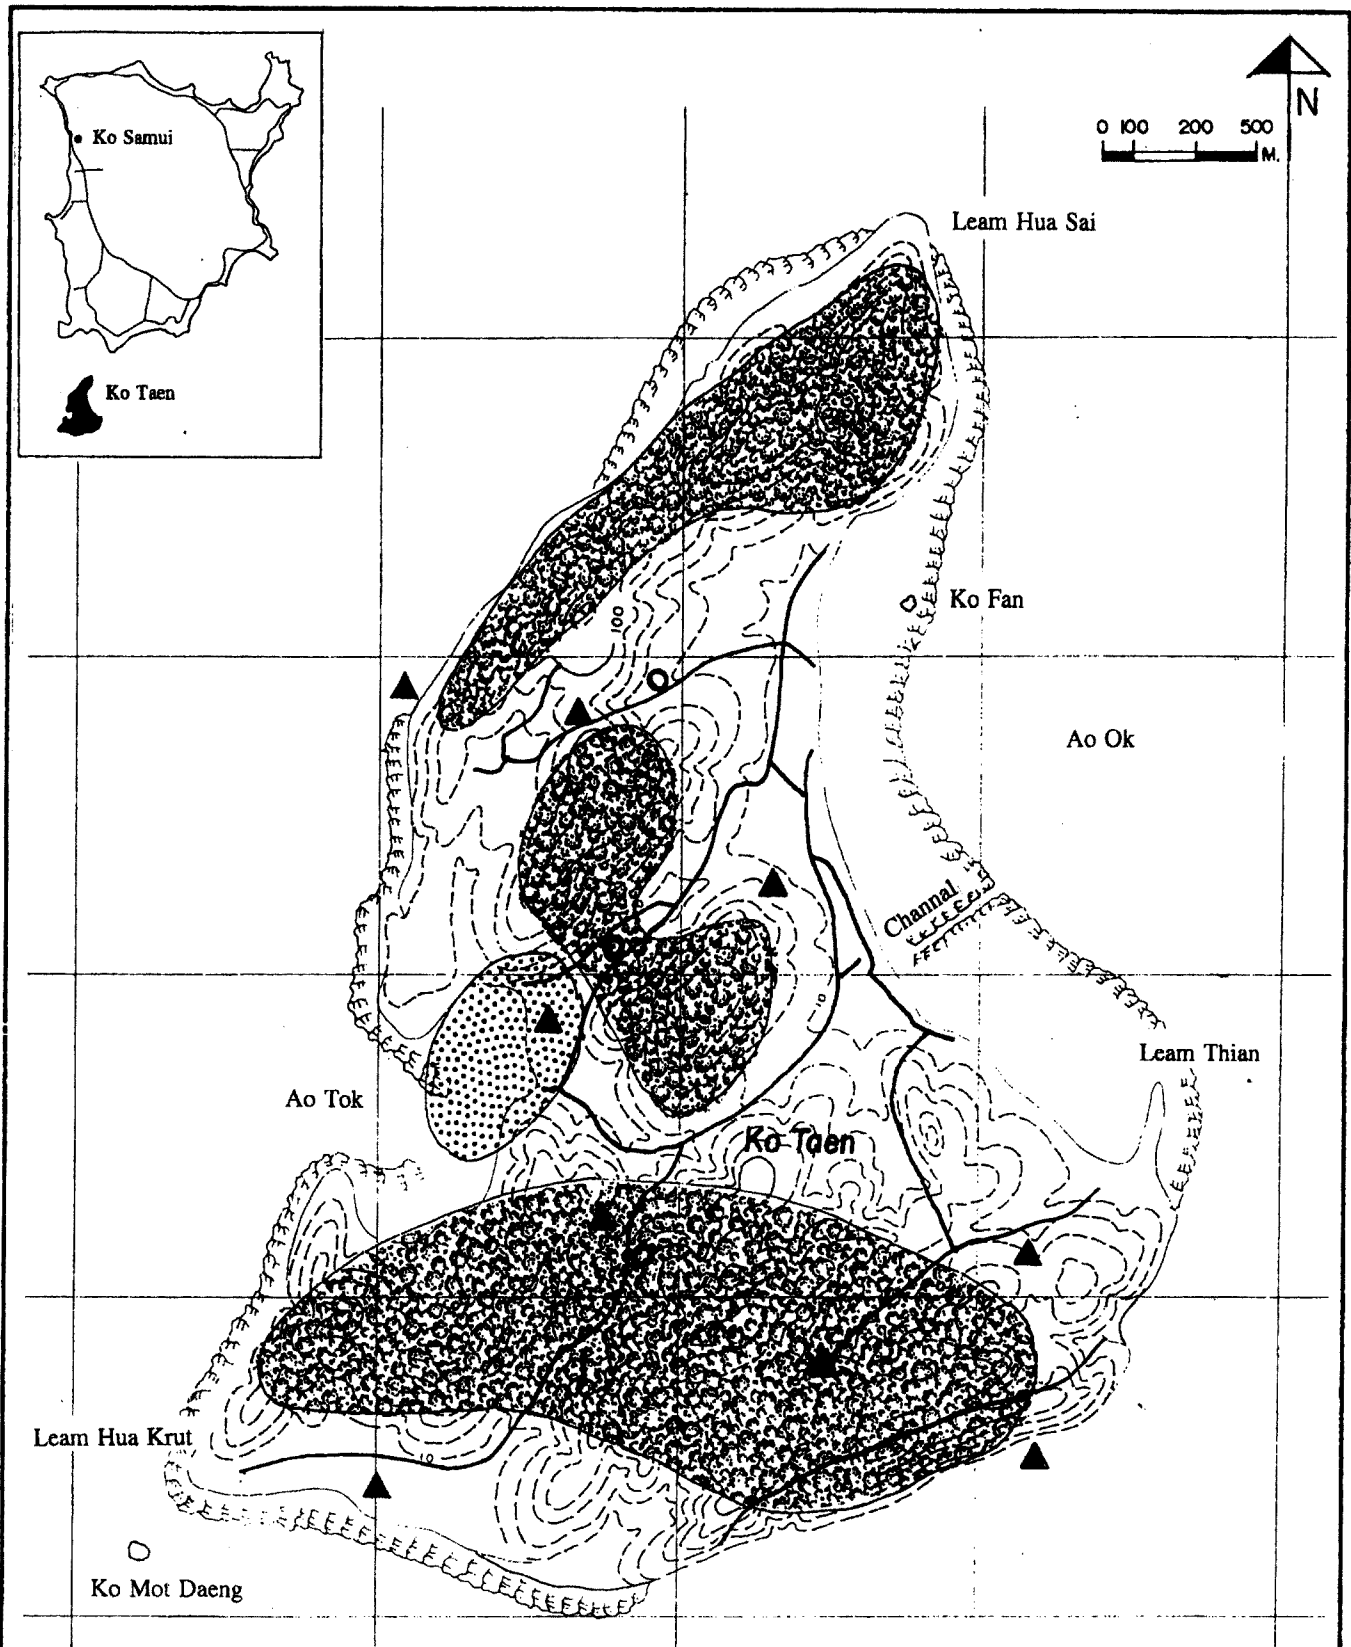 Ko Samui
Ko Taen
N
0 100 200 500
M.
Leam Hua Sai
100
Ko Fan
Ao Ok
Channal
10
Leam Thian
Ao Tok
Ko Taen
Leam Hua Krut
10
Ko Mot Daeng